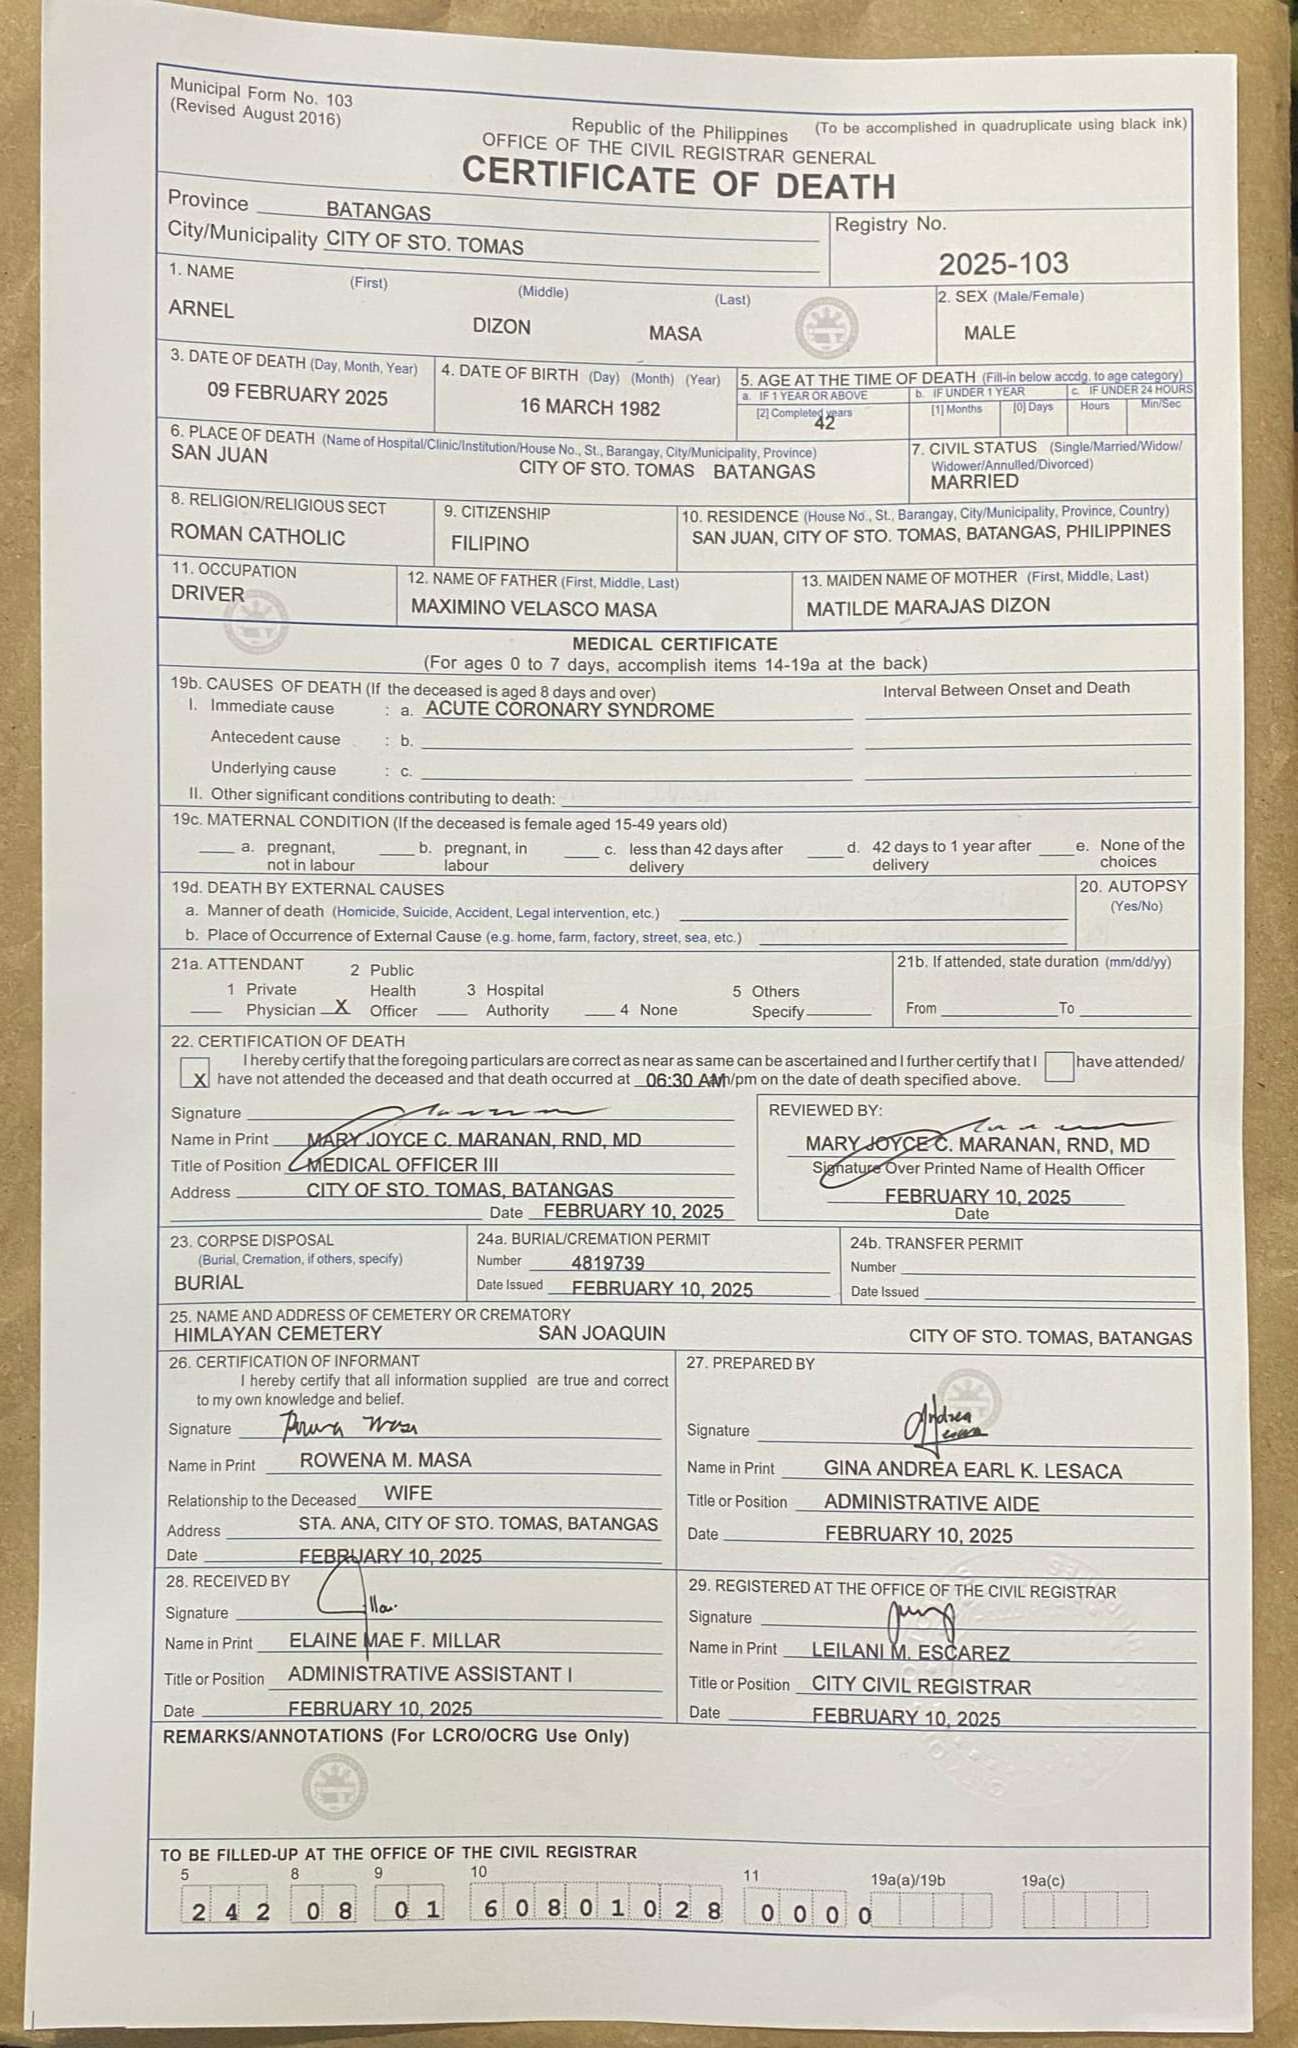 Municipal Form No. 103
(Revised August 2016)
Republic of the Philippines
(To be accomplished in quadruplicate using black ink)
OFFICE OF THE CIVIL REGISTRAR GENERAL
CERTIFICATE OF DEATH
Province BATANGAS
City/Municipality CITY OF STO. TOMAS
Registry No.
2025-103
1. NAME (First) (Middle) (Last)
ARNEL DIZON MASA
2. SEX (Male/Female)
MALE
3. DATE OF DEATH (Day, Month, Year)
09 FEBRUARY 2025
4. DATE OF BIRTH (Day) (Month) (Year)
16 MARCH 1982
5. AGE AT THE TIME OF DEATH (Fill-in below accdg. to age category)
a. IF 1 YEAR OR ABOVE
b. IF UNDER 1 YEAR
c. IF UNDER 24 HOURS
[2] Completed years
42
[1] Months
[0] Days
Hours
Min/Sec
6. PLACE OF DEATH (Name of Hospital/Clinic/Institution/House No., St., Barangay, City/Municipality, Province)
SAN JUAN CITY OF STO. TOMAS BATANGAS
7. CIVIL STATUS (Single/Married/Widow/
Widower/Annulled/Divorced)
MARRIED
8. RELIGION/RELIGIOUS SECT
ROMAN CATHOLIC
9. CITIZENSHIP
FILIPINO
10. RESIDENCE (House No., St., Barangay, City/Municipality, Province, Country)
SAN JUAN, CITY OF STO. TOMAS, BATANGAS, PHILIPPINES
11. OCCUPATION
DRIVER
12. NAME OF FATHER (First, Middle, Last)
MAXIMINO VELASCO MASA
13. MAIDEN NAME OF MOTHER (First, Middle, Last)
MATILDE MARAJAS DIZON
MEDICAL CERTIFICATE
(For ages 0 to 7 days, accomplish items 14-19a at the back)
19b. CAUSES OF DEATH (If the deceased is aged 8 days and over)
Interval Between Onset and Death
I. Immediate cause : a. ACUTE CORONARY SYNDROME
Antecedent cause : b.
Underlying cause : c.
II. Other significant conditions contributing to death:
19c. MATERNAL CONDITION (If the deceased is female aged 15-49 years old)
a. pregnant, not in labour
b. pregnant, in labour
c. less than 42 days after delivery
d. 42 days to 1 year after delivery
e. None of the choices
19d. DEATH BY EXTERNAL CAUSES
a. Manner of death (Homicide, Suicide, Accident, Legal intervention, etc.)
b. Place of Occurrence of External Cause (e.g. home, farm, factory, street, sea, etc.)
20. AUTOPSY
(Yes/No)
21a. ATTENDANT
1 Private Physician
X 2 Public Health Officer
3 Hospital Authority
4 None
5 Others Specify
21b. If attended, state duration (mm/dd/yy)
From To
22. CERTIFICATION OF DEATH
I hereby certify that the foregoing particulars are correct as near as same can be ascertained and I further certify that I have attended/
X have not attended the deceased and that death occurred at 06:30 AM am/pm on the date of death specified above.
Signature
Name in Print MARY JOYCE C. MARANAN, RND, MD
Title of Position MEDICAL OFFICER III
Address CITY OF STO. TOMAS, BATANGAS
Date FEBRUARY 10, 2025
REVIEWED BY:
MARY JOYCE C. MARANAN, RND, MD
Signature Over Printed Name of Health Officer
FEBRUARY 10, 2025
Date
23. CORPSE DISPOSAL
(Burial, Cremation, if others, specify)
BURIAL
24a. BURIAL/CREMATION PERMIT
Number 4819739
Date Issued FEBRUARY 10, 2025
24b. TRANSFER PERMIT
Number
Date Issued
25. NAME AND ADDRESS OF CEMETERY OR CREMATORY
HIMLAYAN CEMETERY SAN JOAQUIN CITY OF STO. TOMAS, BATANGAS
26. CERTIFICATION OF INFORMANT
I hereby certify that all information supplied are true and correct
to my own knowledge and belief.
Signature
Name in Print ROWENA M. MASA
Relationship to the Deceased WIFE
Address STA. ANA, CITY OF STO. TOMAS, BATANGAS
Date FEBRUARY 10, 2025
27. PREPARED BY
Signature
Name in Print GINA ANDREA EARL K. LESACA
Title or Position ADMINISTRATIVE AIDE
Date FEBRUARY 10, 2025
28. RECEIVED BY
Signature
Name in Print ELAINE MAE F. MILLAR
Title or Position ADMINISTRATIVE ASSISTANT I
Date FEBRUARY 10, 2025
29. REGISTERED AT THE OFFICE OF THE CIVIL REGISTRAR
Signature
Name in Print LEILANI M. ESCAREZ
Title or Position CITY CIVIL REGISTRAR
Date FEBRUARY 10, 2025
REMARKS/ANNOTATIONS (For LCRO/OCRG Use Only)
TO BE FILLED-UP AT THE OFFICE OF THE CIVIL REGISTRAR
5 8 9 10 11 19a(a)/19b 19a(c)
2 4 2 0 8 0 1 6 0 8 0 1 0 2 8 0 0 0 0